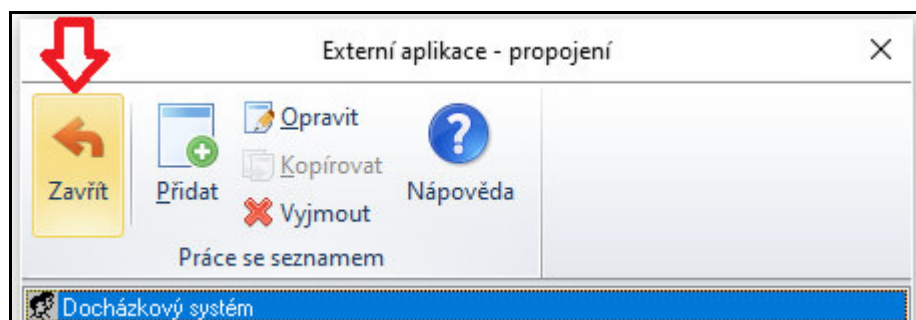 Externí aplikace - propojení
Zavřít
Přidat
Opravit
Kopírovat
Vyjmout
Nápověda
Práce se seznamem
Docházkový systém